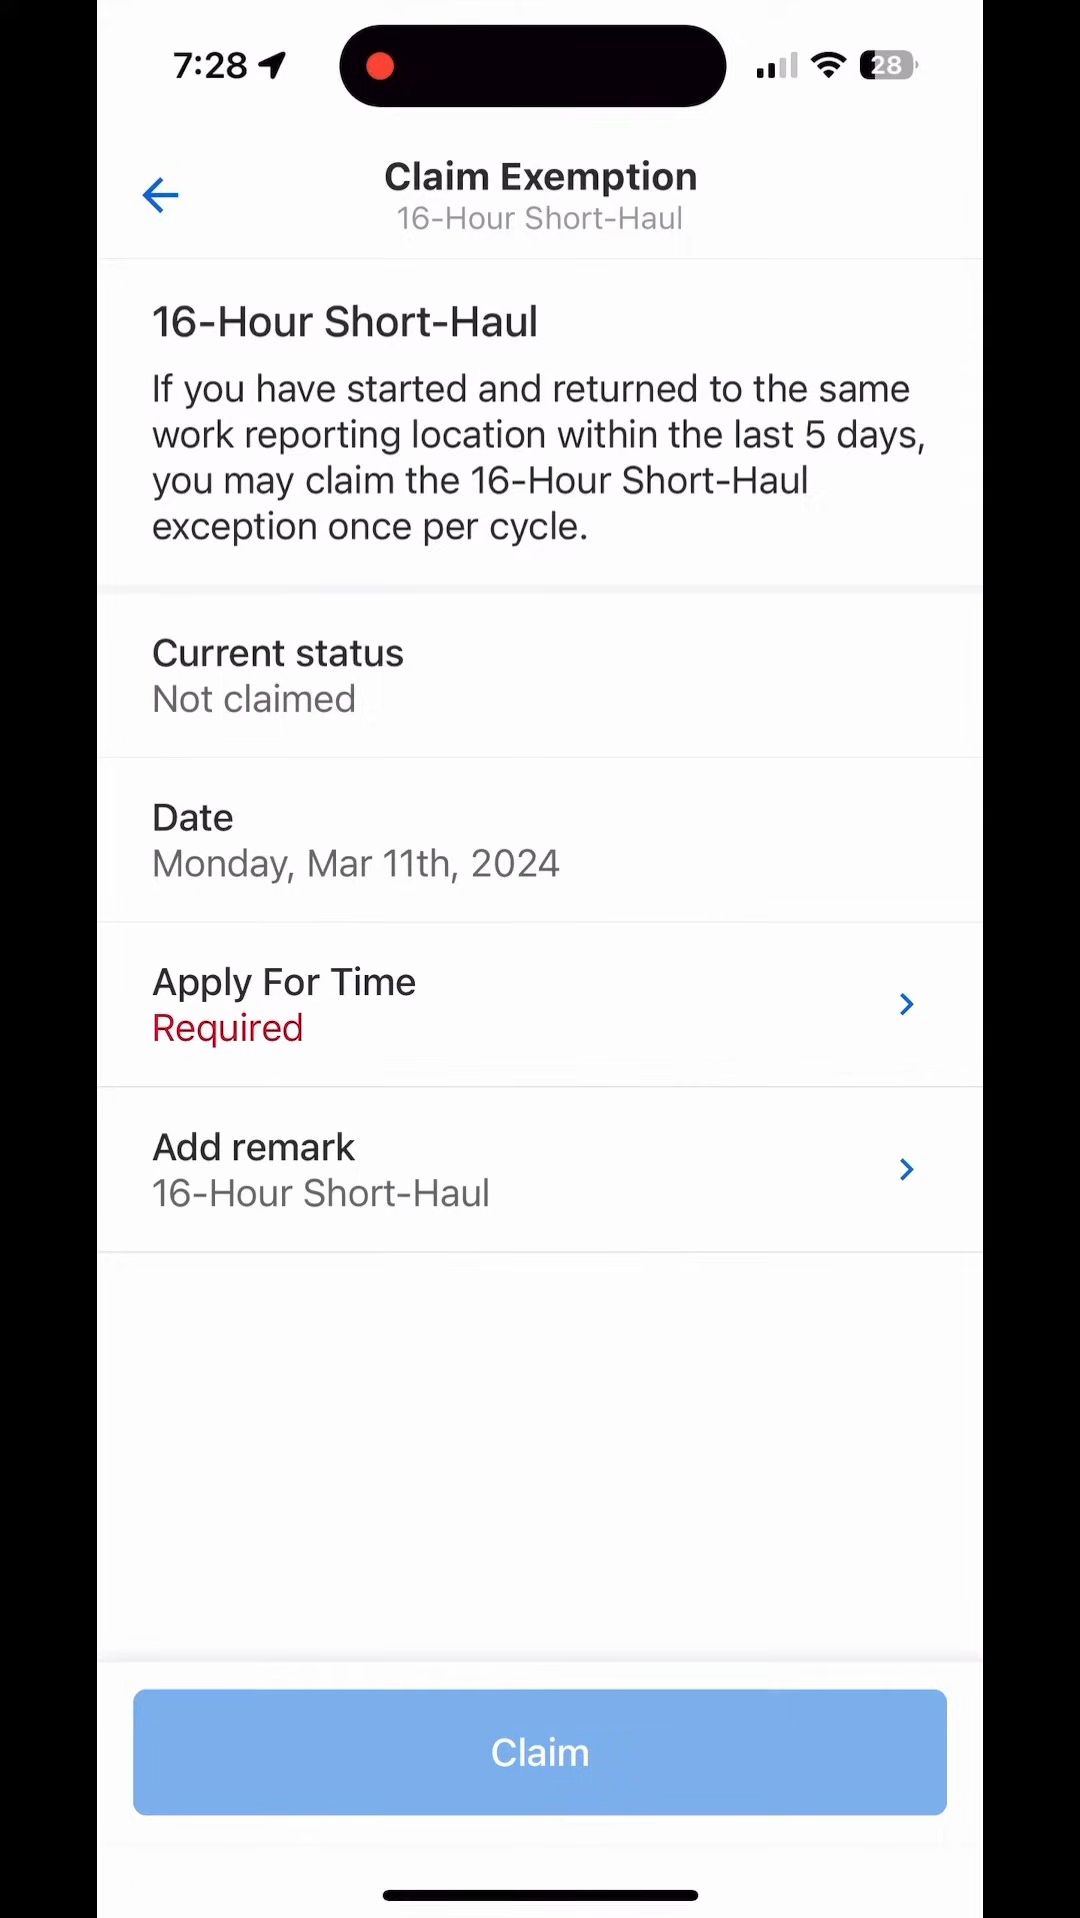 7:28
28
Claim Exemption
16-Hour Short-Haul
16-Hour Short-Haul
If you have started and returned to the same
work reporting location within the last 5 days,
you may claim the 16-Hour Short-Haul
exception once per cycle.
Current status
Not claimed
Date
Monday, Mar 11th, 2024
Apply For Time
Required
Add remark
16-Hour Short-Haul
Claim